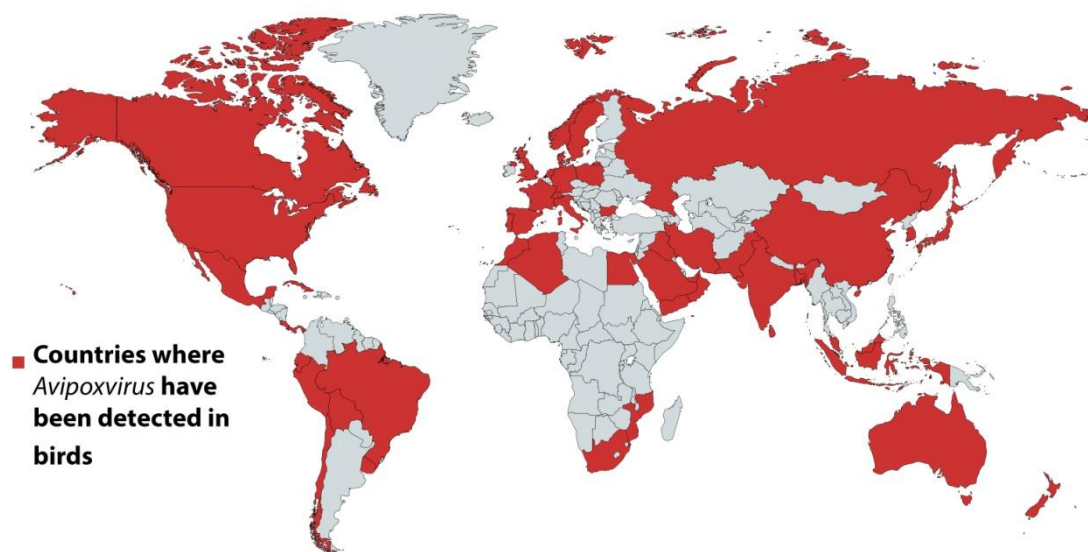 Countries where
Avipoxvirus have
been detected in
birds